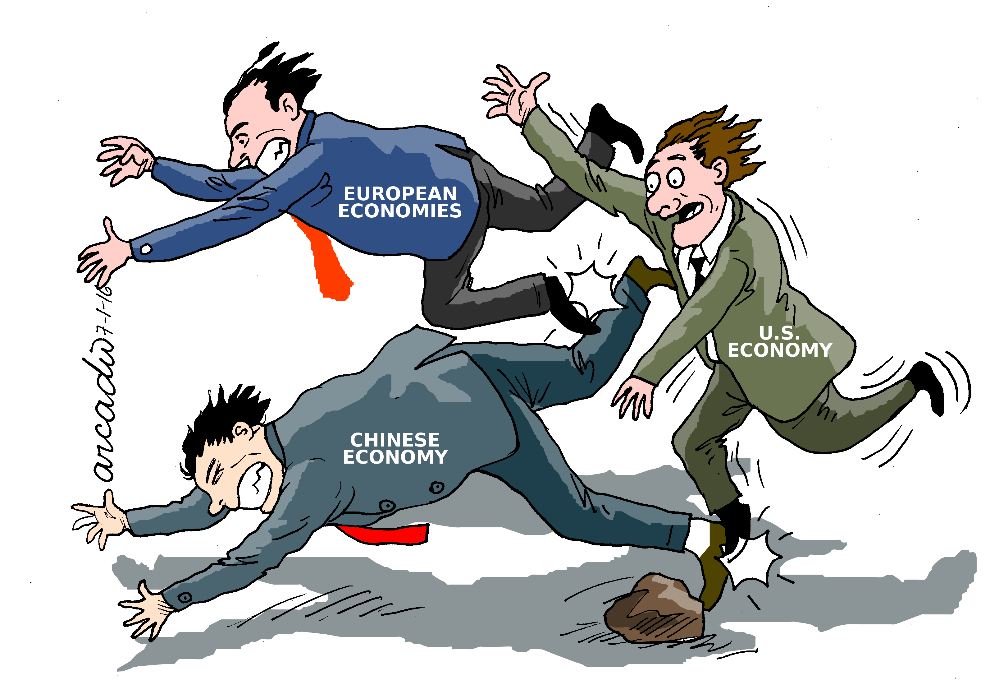 EUROPEAN
ECONOMIES
U.S.
ECONOMY
CHINESE
ECONOMY
arcadio 7-1-16